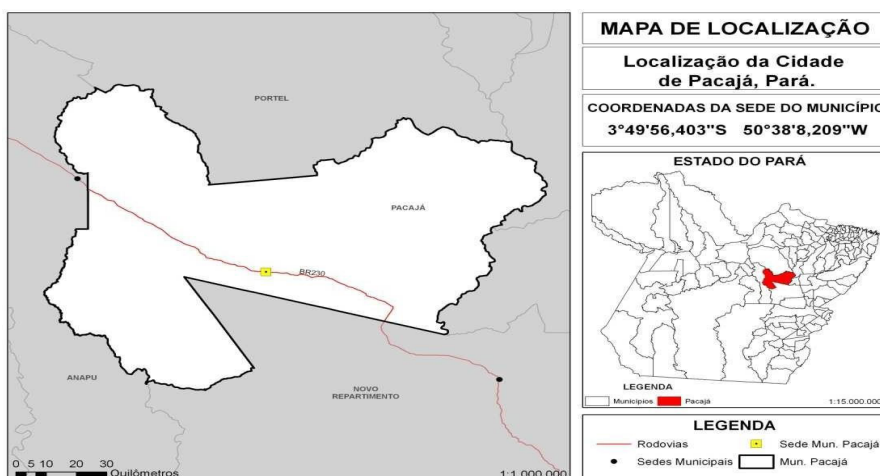 PORTEL
PACAJÁ
BR230
ANAPU
NOVO
REPARTIMENTO
0 5 10 20 30
Quilômetros
1:1.000.000
MAPA DE LOCALIZAÇÃO
Localização da Cidade
de Pacajá, Pará.
COORDENADAS DA SEDE DO MUNICÍPIO
3°49'56,403"S 50°38'8,209"W
ESTADO DO PARÁ
LEGENDA
Municípios Pacajá 1:15.000.000
LEGENDA
Rodovias Sede Mun. Pacajá
Sedes Municipais Mun. Pacajá